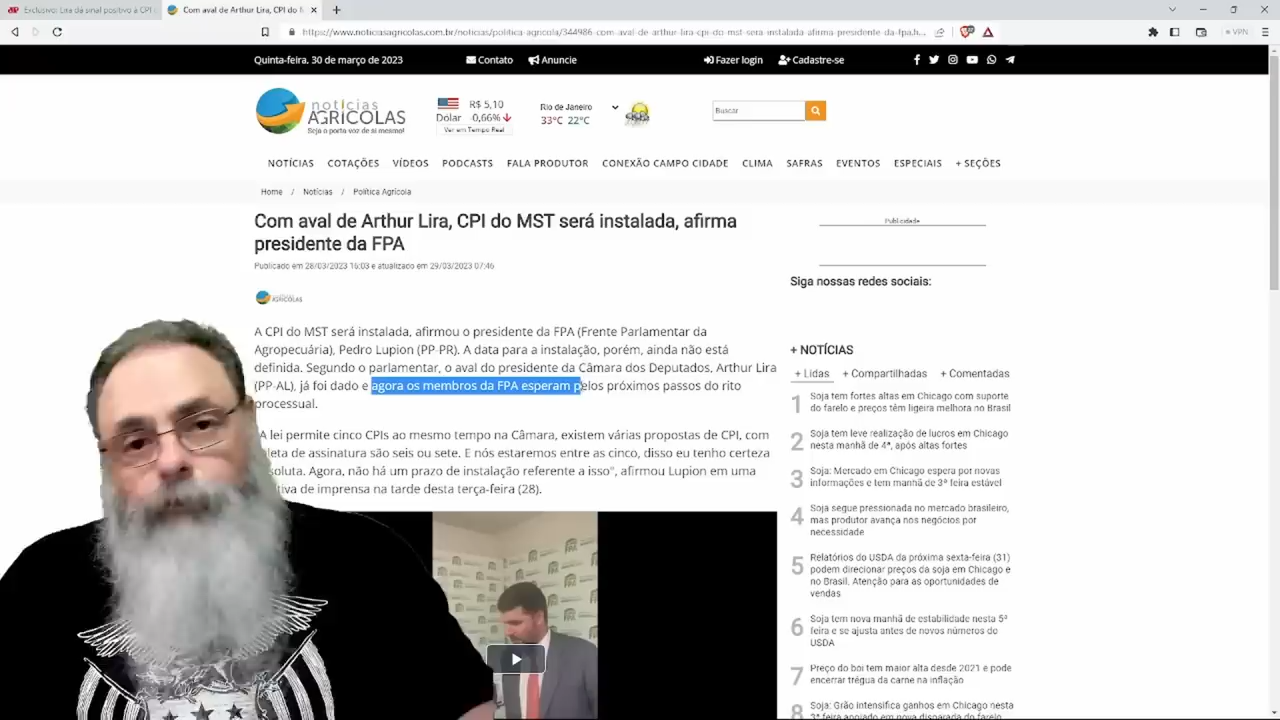 Exclusivo: Lira dá sinal positivo à CPI
Com aval de Arthur Lira, CPI do
https://www.noticiasagricolas.com.br/noticias/politica-agricola/344986-com-aval-de-arthur-lira-cpi-do-mst-sera-instalada-afirma-presidente-da-fpa.h...
VPN
Quinta-feira, 30 de março de 2023
Contato
Anuncie
Fazer login
Cadastre-se
notícias
AGRÍCOLAS
Seja o porta voz de si mesmo!
R$ 5,10
Dolar -0,66%
Ver em Tempo Real
Rio de Janeiro
33°C 22°C
Buscar
NOTÍCIAS COTAÇÕES VÍDEOS PODCASTS FALA PRODUTOR CONEXÃO CAMPO CIDADE CLIMA SAFRAS EVENTOS ESPECIAIS + SEÇÕES
Home / Notícias / Política Agrícola
Com aval de Arthur Lira, CPI do MST será instalada, afirma
presidente da FPA
Publicado em 28/03/2023 16:03 e atualizado em 29/03/2023 07:46
AGRÍCOLAS
A CPI do MST será instalada, afirmou o presidente da FPA (Frente Parlamentar da
Agropecuária), Pedro Lupion (PP-PR). A data para a instalação, porém, ainda não está
definida. Segundo o parlamentar, o aval do presidente da Câmara dos Deputados, Arthur Lira
(PP-AL), já foi dado e agora os membros da FPA esperam pelos próximos passos do rito
processual.
A lei permite cinco CPIs ao mesmo tempo na Câmara, existem várias propostas de CPI, com
leta de assinatura são seis ou sete. E nós estaremos entre as cinco, disso eu tenho certeza
soluta. Agora, não há um prazo de instalação referente a isso", afirmou Lupion em uma
tiva de imprensa na tarde desta terça-feira (28).
Publicidade
Siga nossas redes sociais:
+ NOTÍCIAS
+ Lidas + Compartilhadas + Comentadas
1 Soja tem fortes altas em Chicago com suporte
do farelo e preços têm ligeira melhora no Brasil
2 Soja tem leve realização de lucros em Chicago
nesta manhã de 4ª, após altas fortes
3 Soja: Mercado em Chicago espera por novas
informações e tem manhã de 3ª feira estável
4 Soja segue pressionada no mercado brasileiro,
mas produtor avança nos negócios por
necessidade
5 Relatórios do USDA da próxima sexta-feira (31)
podem direcionar preços da soja em Chicago e
no Brasil. Atenção para as oportunidades de
vendas
6 Soja tem nova manhã de estabilidade nesta 5ª
feira e se ajusta antes de novos números do
USDA
7 Preço do boi tem maior alta desde 2021 e pode
encerrar trégua da carne na inflação
8 Soja: Grão intensifica ganhos em Chicago nesta
3ª feira apoiado em nova disparada do farelo